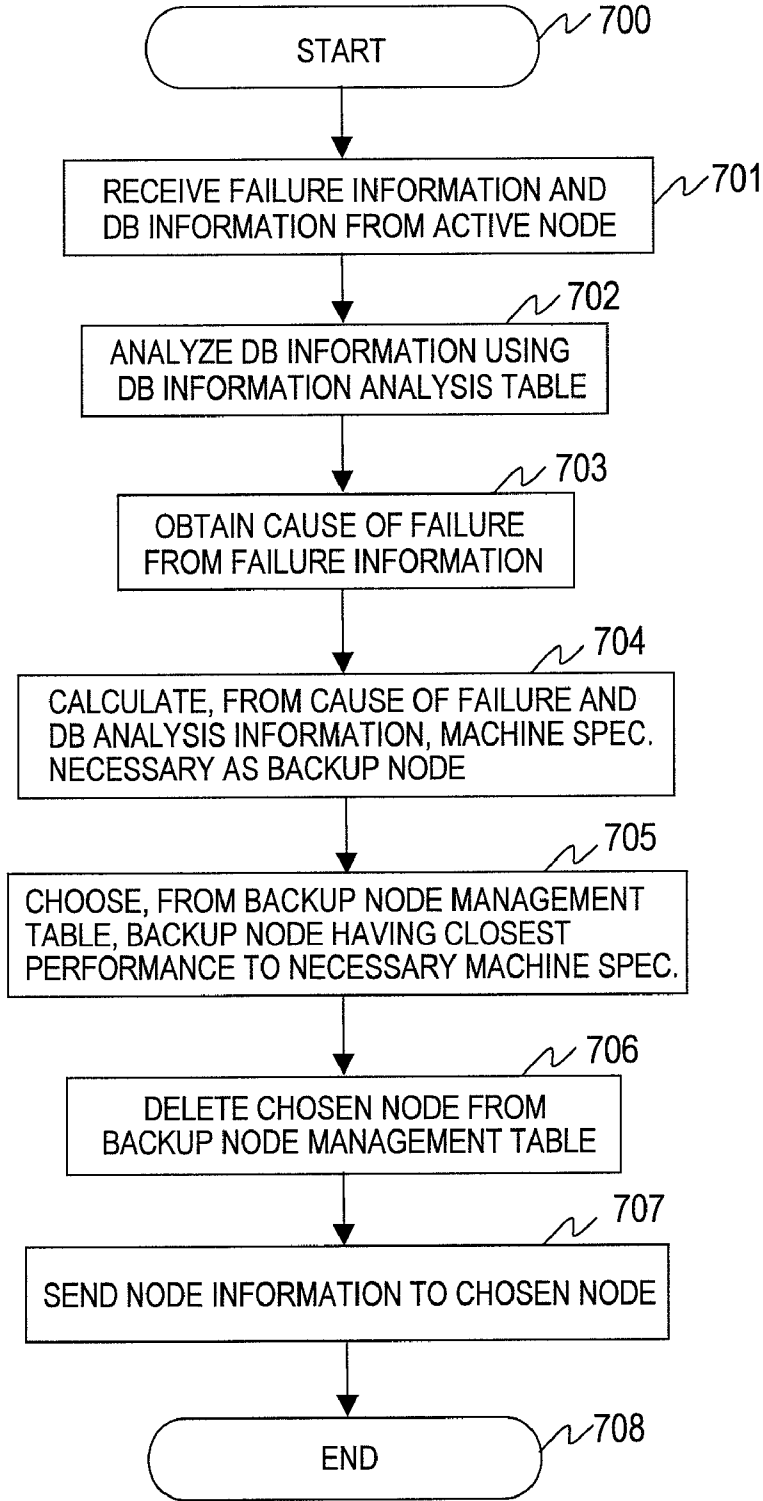 START
700
RECEIVE FAILURE INFORMATION AND
DB INFORMATION FROM ACTIVE NODE
701
702
ANALYZE DB INFORMATION USING
DB INFORMATION ANALYSIS TABLE
703
OBTAIN CAUSE OF FAILURE
FROM FAILURE INFORMATION
704
CALCULATE, FROM CAUSE OF FAILURE AND
DB ANALYSIS INFORMATION, MACHINE SPEC.
NECESSARY AS BACKUP NODE
705
CHOOSE, FROM BACKUP NODE MANAGEMENT
TABLE, BACKUP NODE HAVING CLOSEST
PERFORMANCE TO NECESSARY MACHINE SPEC.
706
DELETE CHOSEN NODE FROM
BACKUP NODE MANAGEMENT TABLE
707
SEND NODE INFORMATION TO CHOSEN NODE
END
708